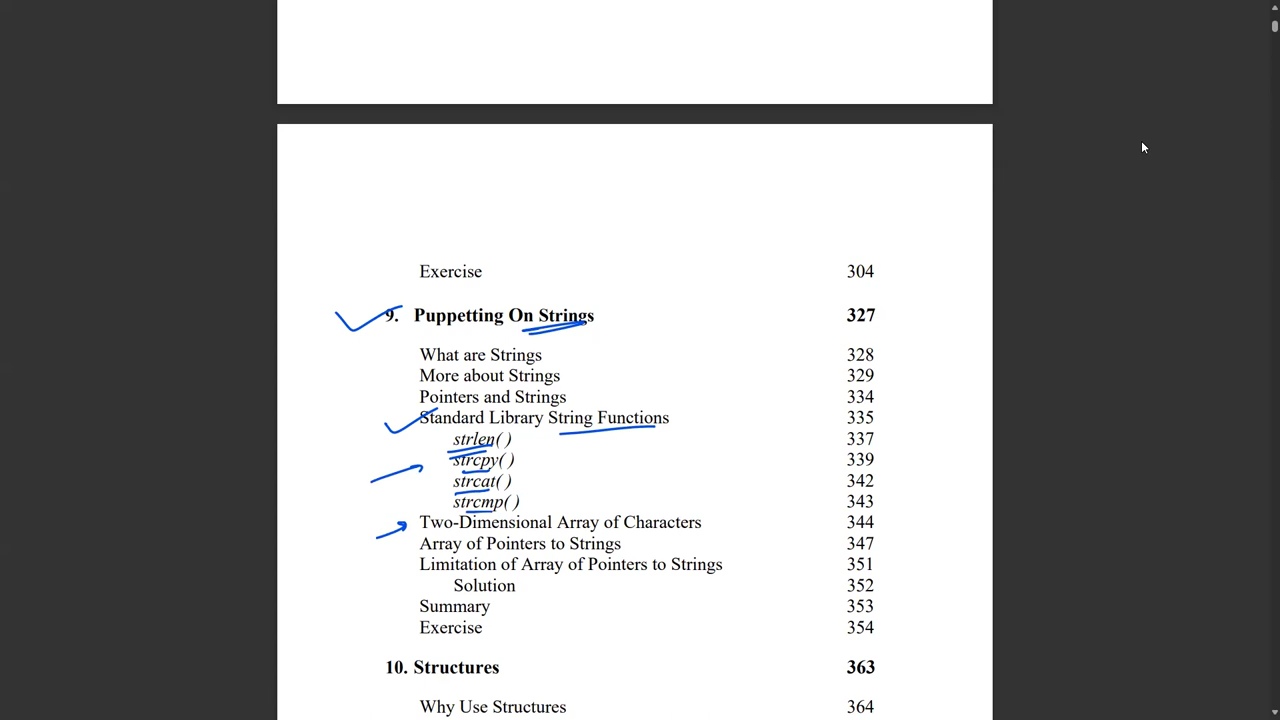 Exercise 304
9. Puppetting On Strings 327
What are Strings 328
More about Strings 329
Pointers and Strings 334
Standard Library String Functions 335
strlen( ) 337
strcpy( ) 339
strcat( ) 342
strcmp( ) 343
Two-Dimensional Array of Characters 344
Array of Pointers to Strings 347
Limitation of Array of Pointers to Strings 351
Solution 352
Summary 353
Exercise 354
10. Structures 363
Why Use Structures 364